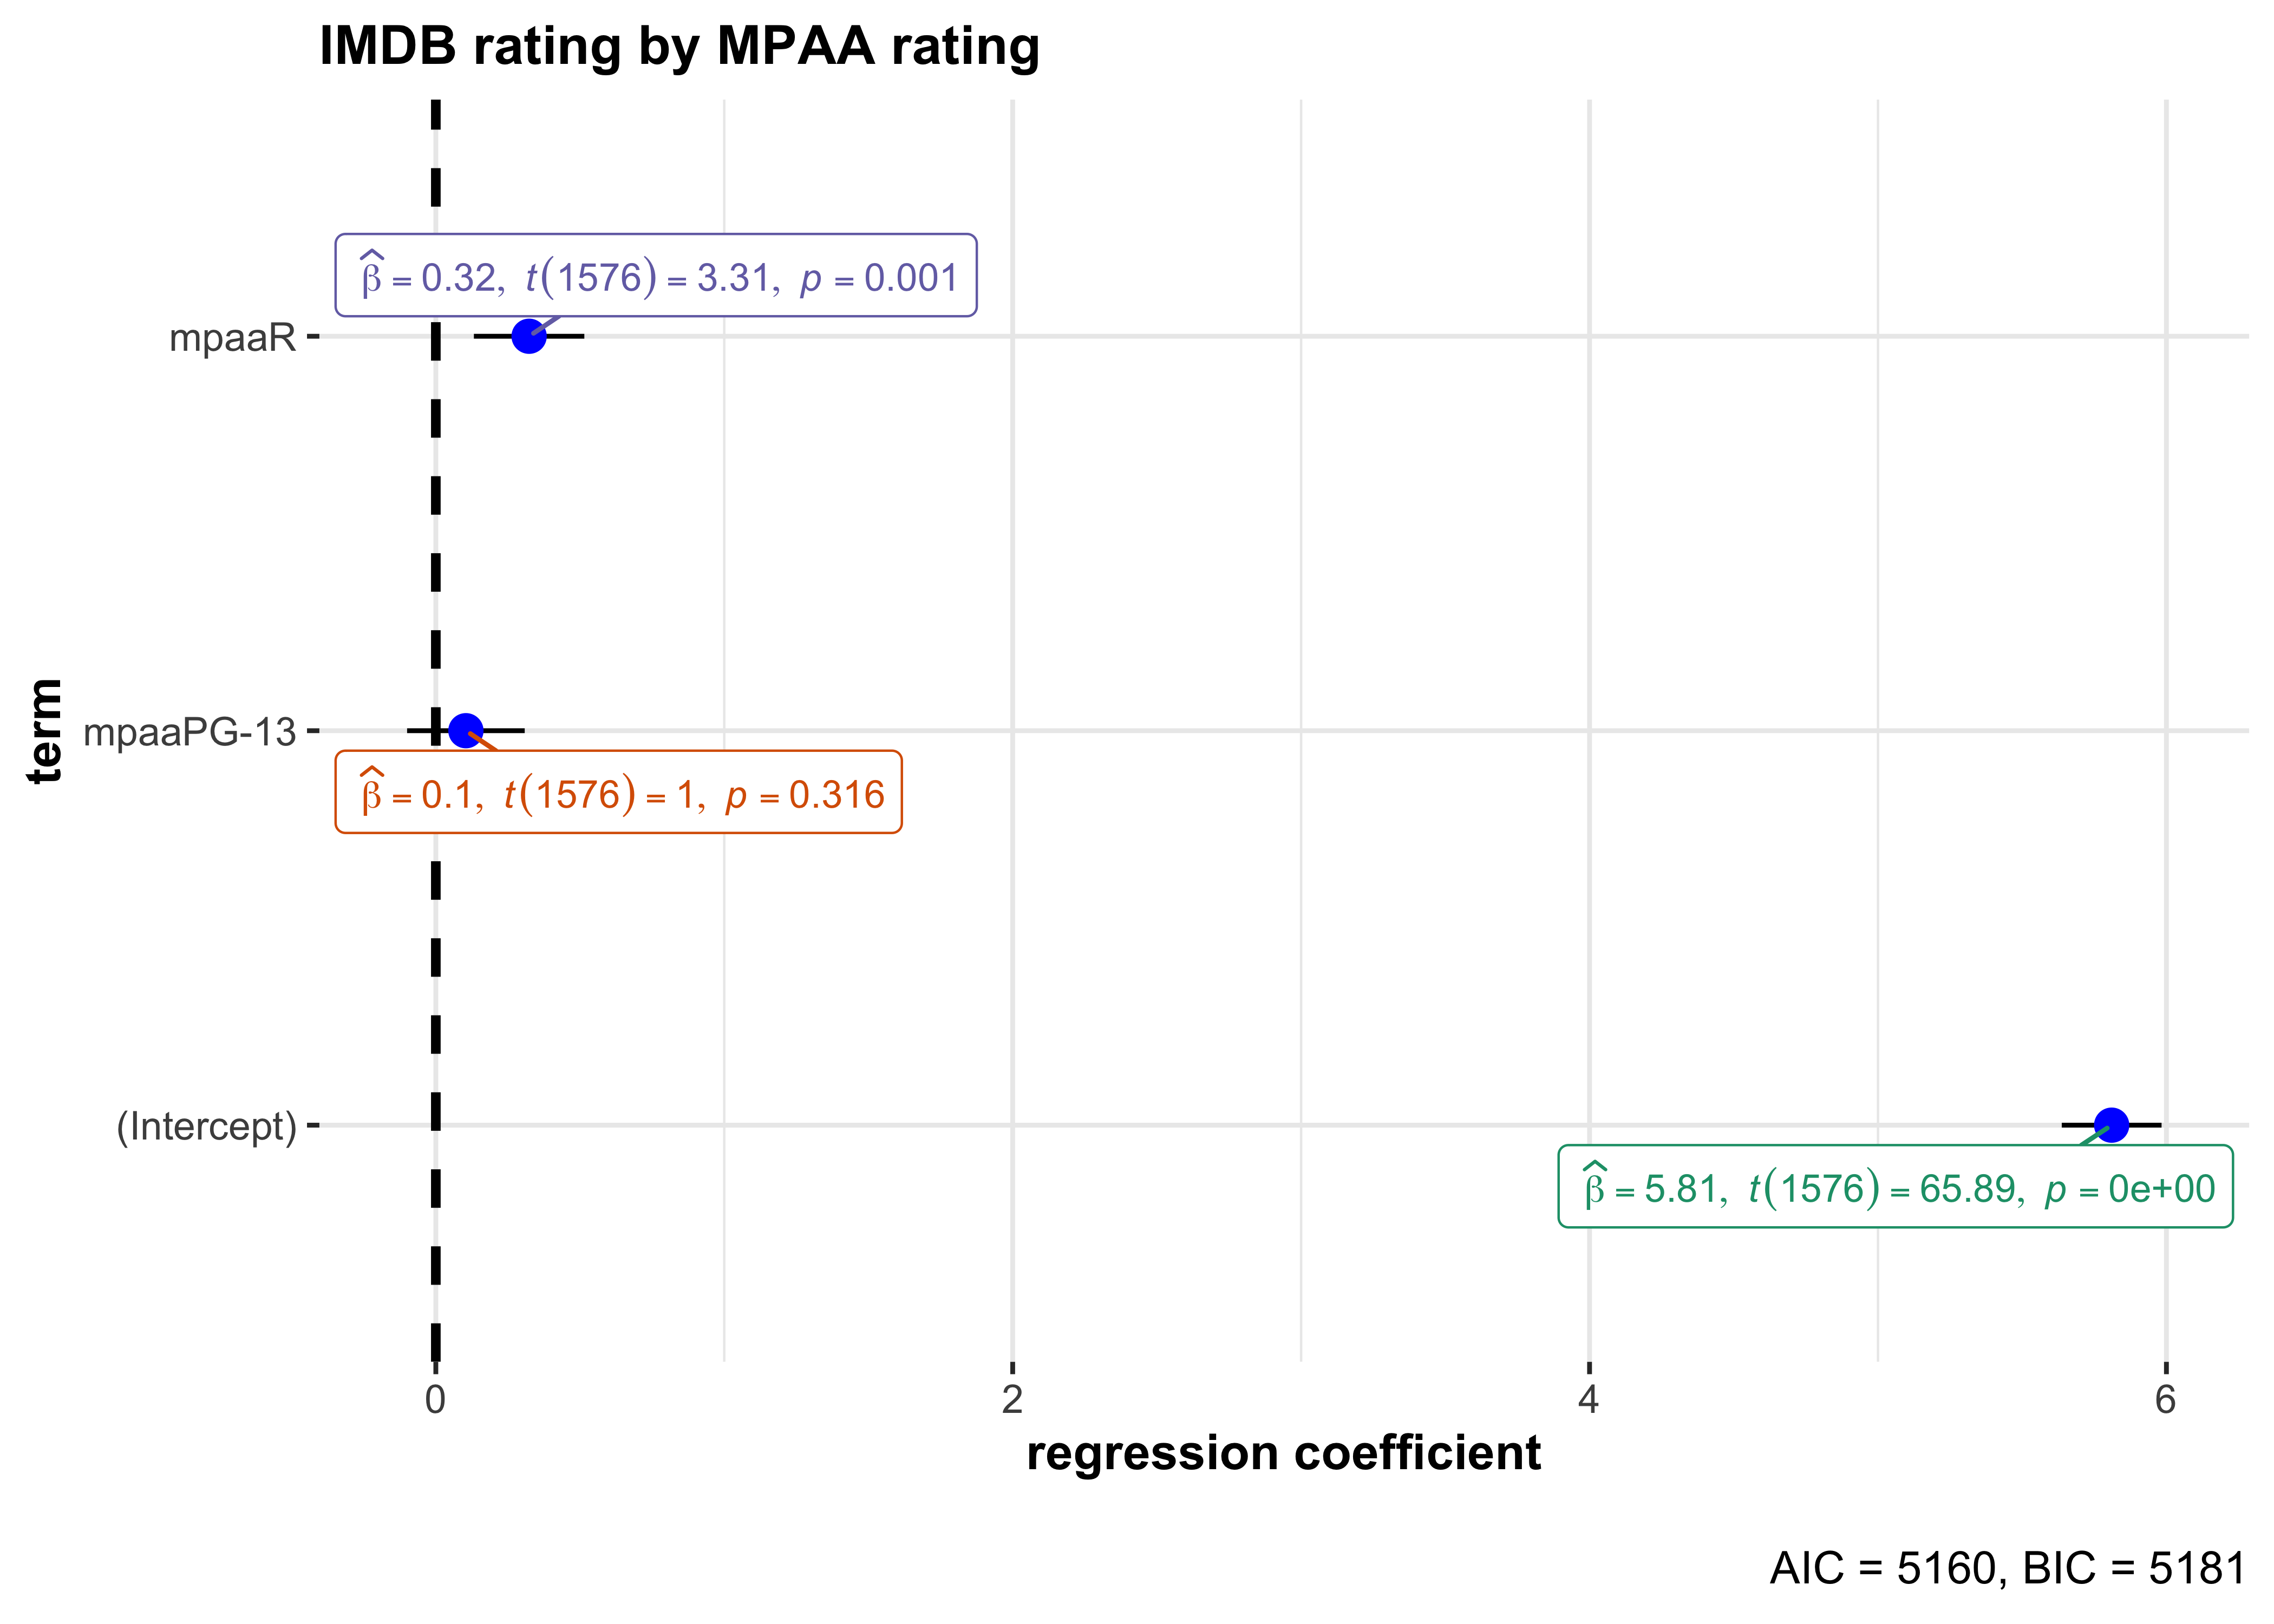 IMDB rating by MPAA rating
β̂ = 0.32, t(1576) = 3.31, p = 0.001
mpaaR
term
mpaaPG-13
β̂ = 0.1, t(1576) = 1, p = 0.316
(Intercept)
β̂ = 5.81, t(1576) = 65.89, p = 0e+00
0 2 4 6
regression coefficient
AIC = 5160, BIC = 5181